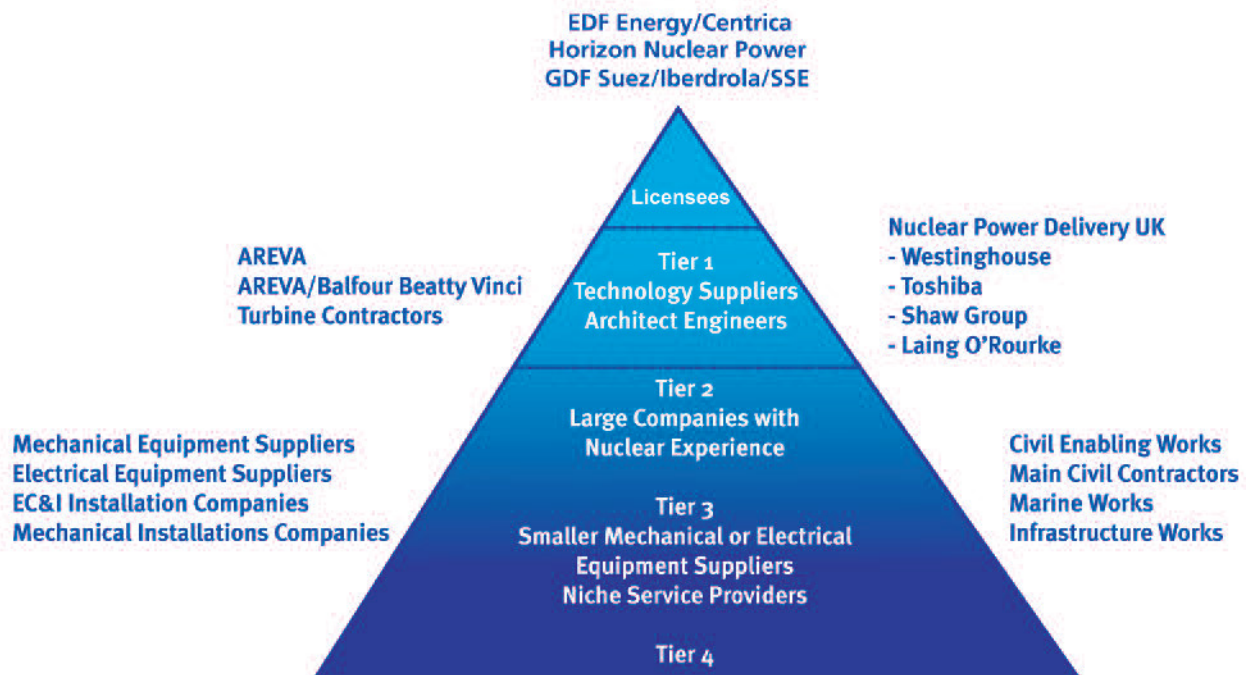 EDF Energy/Centrica
Horizon Nuclear Power
GDF Suez/Iberdrola/SSE
Licensees
AREVA
AREVA/Balfour Beatty Vinci
Turbine Contractors
Tier 1
Technology Suppliers
Architect Engineers
Nuclear Power Delivery UK
- Westinghouse
- Toshiba
- Shaw Group
- Laing O'Rourke
Tier 2
Large Companies with
Nuclear Experience
Mechanical Equipment Suppliers
Electrical Equipment Suppliers
EC&I Installation Companies
Mechanical Installations Companies
Civil Enabling Works
Main Civil Contractors
Marine Works
Infrastructure Works
Tier 3
Smaller Mechanical or Electrical
Equipment Suppliers
Niche Service Providers
Tier 4